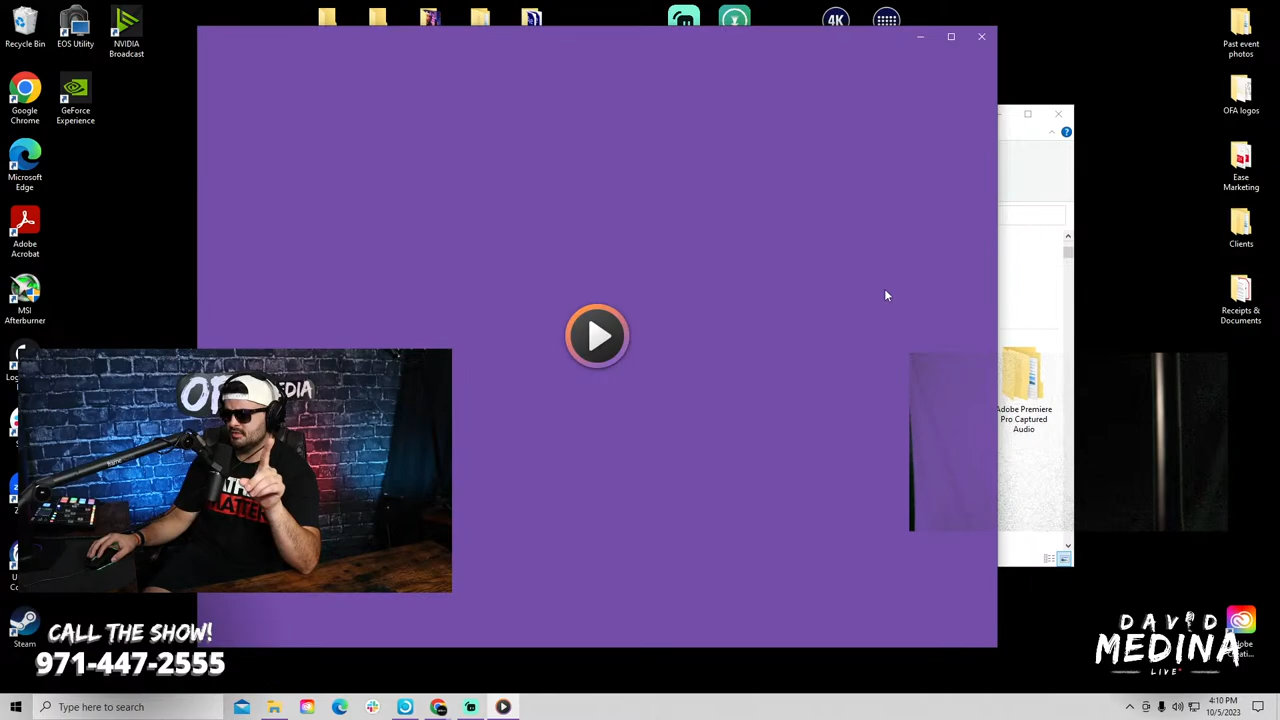 Recycle Bin
EOS Utility
NVIDIA
Broadcast
4K
Past event
photos
Google
Chrome
GeForce
Experience
OFA logos
Microsoft
Edge
Ease
Marketing
Adobe
Acrobat
Clients
MSI
Afterburner
Receipts &
Documents
Adobe Premiere
Pro Captured
Audio
Steam
CALL THE SHOW!
971-447-2555
DAVID
MEDINA
LIVE
Type here to search
4:10 PM
10/5/2023